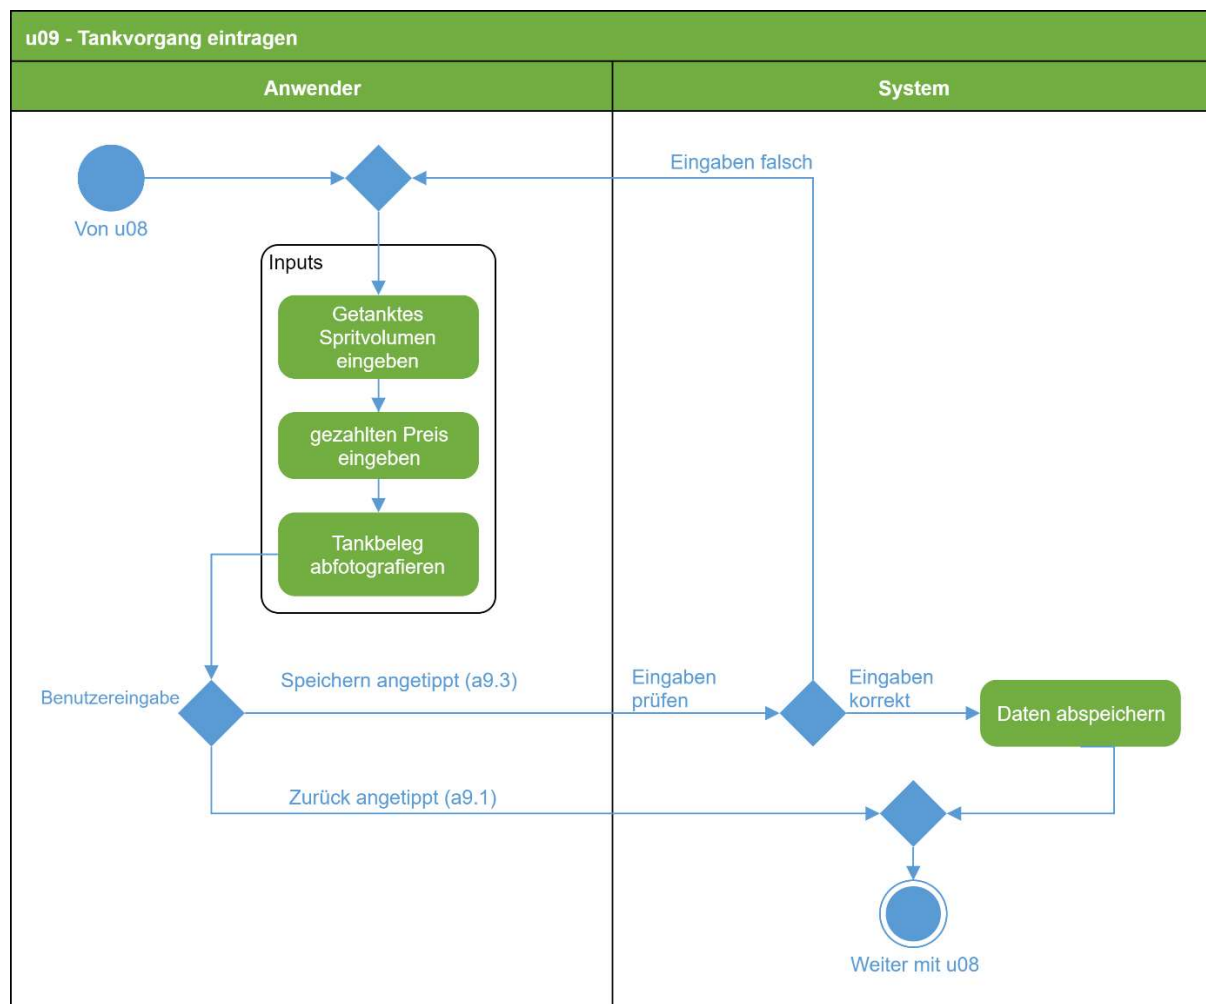 u09 - Tankvorgang eintragen
Anwender
System
Eingaben falsch
Von u08
Inputs
Getanktes
Spritvolumen
eingeben
gezahlten Preis
eingeben
Tankbeleg
abfotografieren
Benutzereingabe
Speichern angetippt (a9.3)
Eingaben
prüfen
Eingaben
korrekt
Daten abspeichern
Zurück angetippt (a9.1)
Weiter mit u08